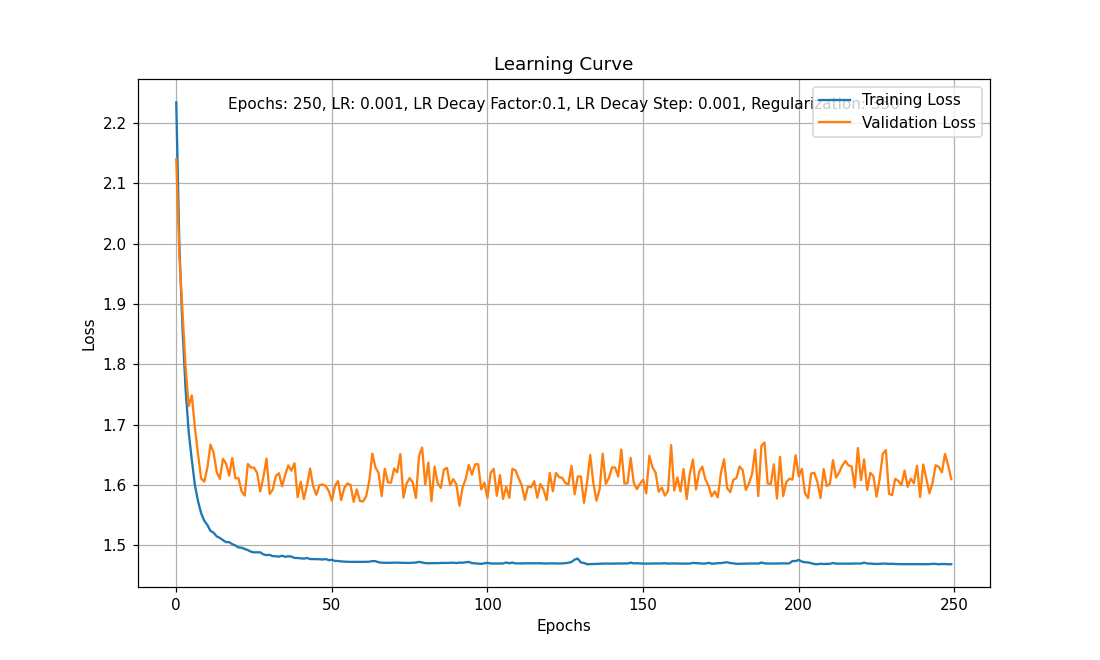 Learning Curve
Epochs: 250, LR: 0.001, LR Decay Factor:0.1, LR Decay Step: 0.001, Regularization:
Training Loss
Validation Loss
2.2
2.1
2.0
1.9
1.8
1.7
1.6
1.5
Loss
0 50 100 150 200 250
Epochs